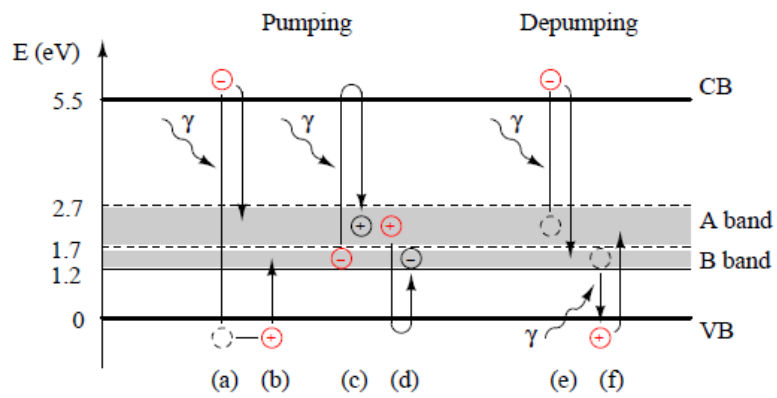 Pumping Depumping
E (eV)
CB
5.5
γ γ γ
2.7
A band
1.7
B band
1.2
γ
0
VB
(a) (b) (c) (d) (e) (f)